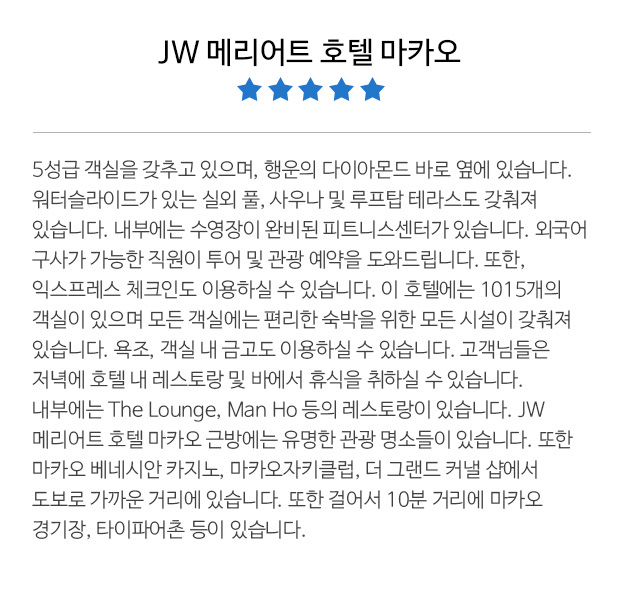 JW 메리어트 호텔 마카오
★★★★★
5성급 객실을 갖추고 있으며, 행운의 다이아몬드 바로 옆에 있습니다.
워터슬라이드가 있는 실외 풀, 사우나 및 루프탑 테라스도 갖춰져
있습니다. 내부에는 수영장이 완비된 피트니스센터가 있습니다. 외국어
구사가 가능한 직원이 투어 및 관광 예약을 도와드립니다. 또한,
익스프레스 체크인도 이용하실 수 있습니다. 이 호텔에는 1015개의
객실이 있으며 모든 객실에는 편리한 숙박을 위한 모든 시설이 갖춰져
있습니다. 욕조, 객실 내 금고도 이용하실 수 있습니다. 고객님들은
저녁에 호텔 내 레스토랑 및 바에서 휴식을 취하실 수 있습니다.
내부에는 The Lounge, Man Ho 등의 레스토랑이 있습니다. JW
메리어트 호텔 마카오 근방에는 유명한 관광 명소들이 있습니다. 또한
마카오 베네시안 카지노, 마카오자키클럽, 더 그랜드 커낼 샵에서
도보로 가까운 거리에 있습니다. 또한 걸어서 10분 거리에 마카오
경기장, 타이파어촌 등이 있습니다.